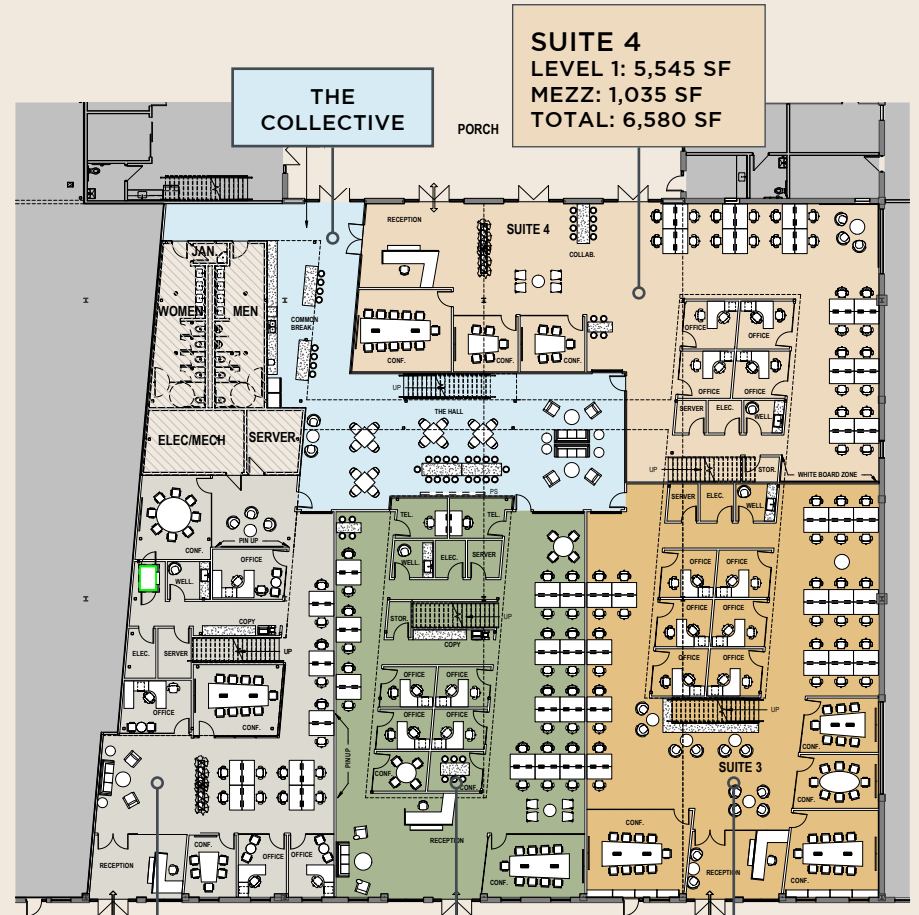 SUITE 4
LEVEL 1: 5,545 SF
MEZZ: 1,035 SF
TOTAL: 6,580 SF
THE
COLLECTIVE
PORCH
RECEPTION
SUITE 4
COLLAB.
JAN.
WOMEN
MEN
COMMON
BREAK
CONF.
CONF.
CONF.
OFFICE
OFFICE
OFFICE
OFFICE
UP
THE HALL
SERVER
ELEC.
WELL.
ELEC/MECH
SERVER
UP
STOR.
WHITE BOARD ZONE
PS
SERVER
ELEC.
WELL.
TEL.
TEL.
CONF.
PIN UP
OFFICE
WELL.
WELL.
ELEC.
SERVER
OFFICE
OFFICE
COPY
STOR.
UP
COPY
OFFICE
OFFICE
ELEC.
SERVER
UP
OFFICE
OFFICE
OFFICE
OFFICE
OFFICE
CONF.
OFFICE
OFFICE
UP
PIN UP
CONF.
CONF.
CONF.
SUITE 3
CONF.
RECEPTION
CONF.
OFFICE
OFFICE
RECEPTION
CONF.
CONF.
RECEPTION
CONF.